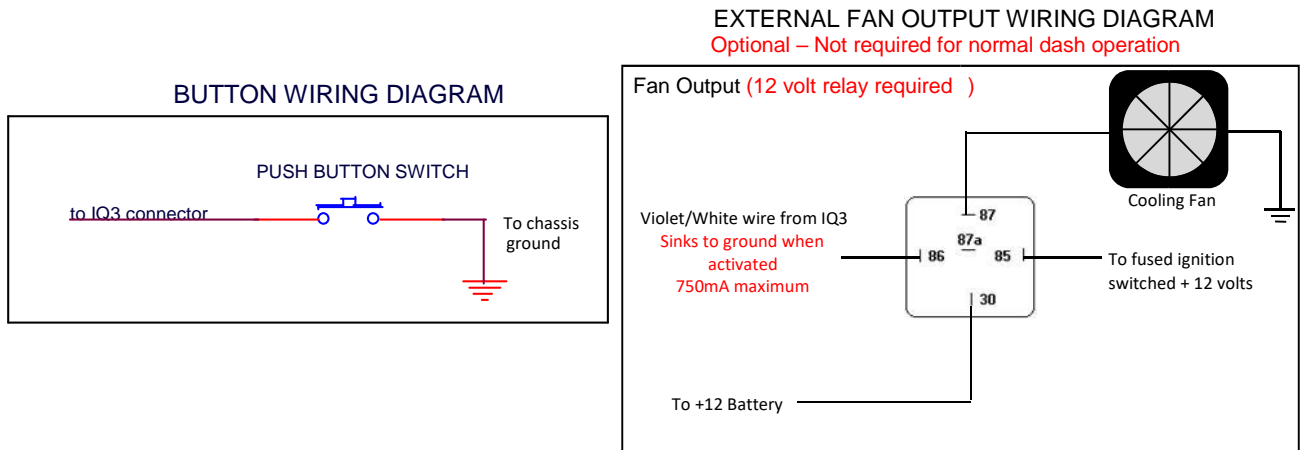 BUTTON WIRING DIAGRAM
PUSH BUTTON SWITCH
to IQ3 connector
To chassis
ground
EXTERNAL FAN OUTPUT WIRING DIAGRAM
Optional – Not required for normal dash operation
Fan Output (12 volt relay required )
Cooling Fan
Violet/White wire from IQ3
Sinks to ground when
activated
750mA maximum
87
87a
86
85
30
To fused ignition
switched + 12 volts
To +12 Battery